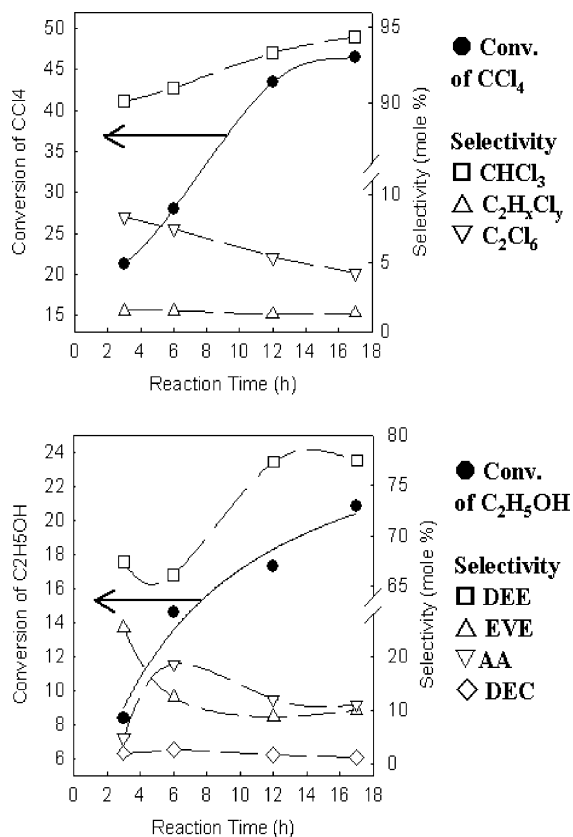 50
45
40
35
30
25
20
15
Conversion of CCl4
95
90
10
5
0
Selectivity (mole %)
0 2 4 6 8 10 12 14 16 18
Reaction Time (h)
Conv.
of CCl₄
Selectivity
CHCl₃
C₂HₓClᵧ
C₂Cl₆
24
22
20
18
16
14
12
10
8
6
Conversion of C2H5OH
80
75
70
65
20
10
0
Selectivity (mole %)
0 2 4 6 8 10 12 14 16 18
Reaction Time (h)
Conv.
of C₂H₅OH
Selectivity
DEE
EVE
AA
DEC